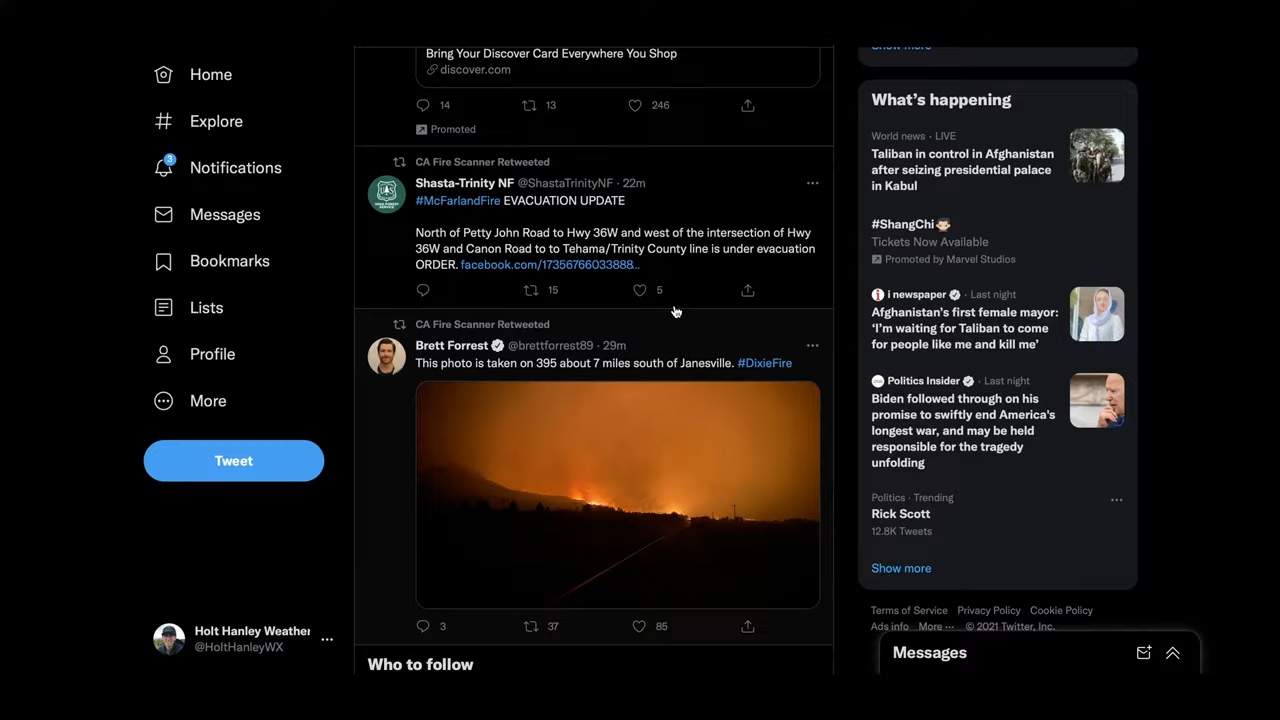 Home
Explore
3
Notifications
Messages
Bookmarks
Lists
Profile
More
Tweet
Holt Hanley Weather
@HoltHanleyWX
Bring Your Discover Card Everywhere You Shop
discover.com
14 13 246
Promoted
CA Fire Scanner Retweeted
Shasta-Trinity NF @ShastaTrinityNF · 22m
#McFarlandFire EVACUATION UPDATE
North of Petty John Road to Hwy 36W and west of the intersection of Hwy
36W and Canon Road to to Tehama/Trinity County line is under evacuation
ORDER. facebook.com/17356766033888...
15 5
CA Fire Scanner Retweeted
Brett Forrest @brettforrest89 · 29m
This photo is taken on 395 about 7 miles south of Janesville. #DixieFire
3 37 85
Who to follow
Show more
What's happening
World news · LIVE
Taliban in control in Afghanistan
after seizing presidential palace
in Kabul
#ShangChi
Tickets Now Available
Promoted by Marvel Studios
i newspaper · Last night
Afghanistan's first female mayor:
'I'm waiting for Taliban to come
for people like me and kill me'
Politics Insider · Last night
Biden followed through on his
promise to swiftly end America's
longest war, and may be held
responsible for the tragedy
unfolding
Politics · Trending
Rick Scott
12.8K Tweets
Show more
Terms of Service Privacy Policy Cookie Policy
Ads info More ··· © 2021 Twitter, Inc.
Messages